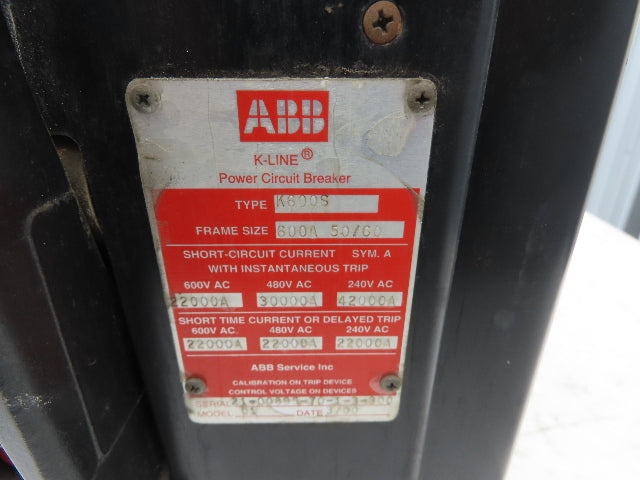 ABB
K-LINE ®
Power Circuit Breaker
TYPE K600S
FRAME SIZE 600A 50/60
SHORT-CIRCUIT CURRENT SYM. A
WITH INSTANTANEOUS TRIP
600V AC 480V AC 240V AC
22000A 30000A 42000A
SHORT TIME CURRENT OR DELAYED TRIP
600V AC. 480V AC 240V AC
22000A 22000A 22000A
ABB Service Inc
CALIBRATION ON TRIP DEVICE
CONTROL VOLTAGE ON DEVICES
SERIAL
MODEL DATE